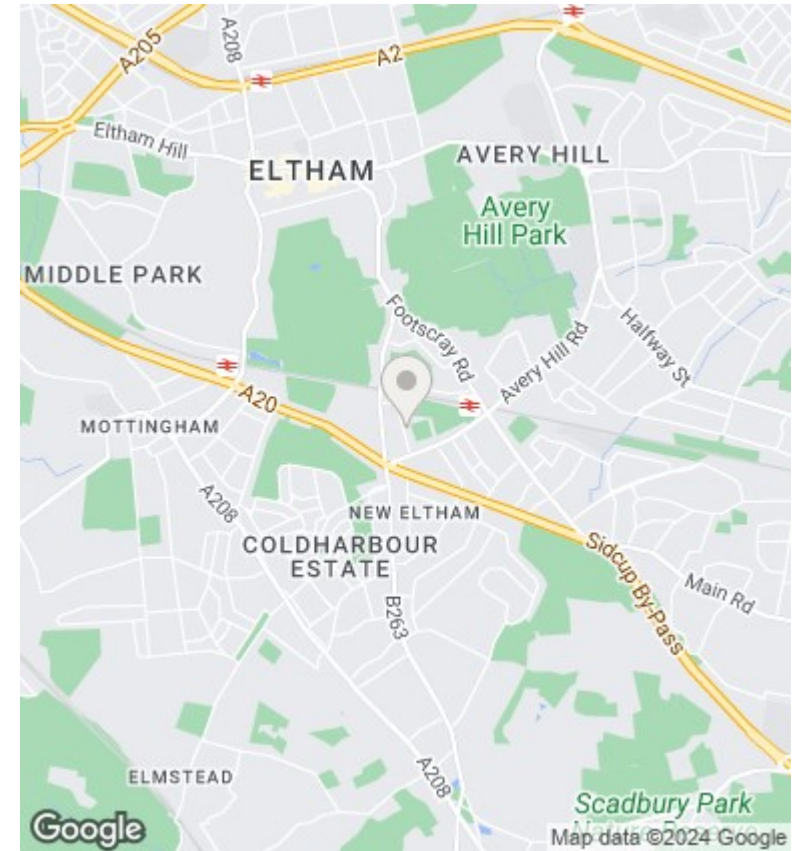 A205
A208
A2
Eltham Hill
ELTHAM
AVERY HILL
Avery
Hill Park
MIDDLE PARK
Footscray Rd
Avery Hill Rd
Halfway St
A20
MOTTINGHAM
A208
NEW ELTHAM
COLDHARBOUR
ESTATE
Sidcup By-Pass
Main Rd
B263
ELMSTEAD
A208
Scadbury Park
Nature Reserve
Google
Map data ©2024 Google